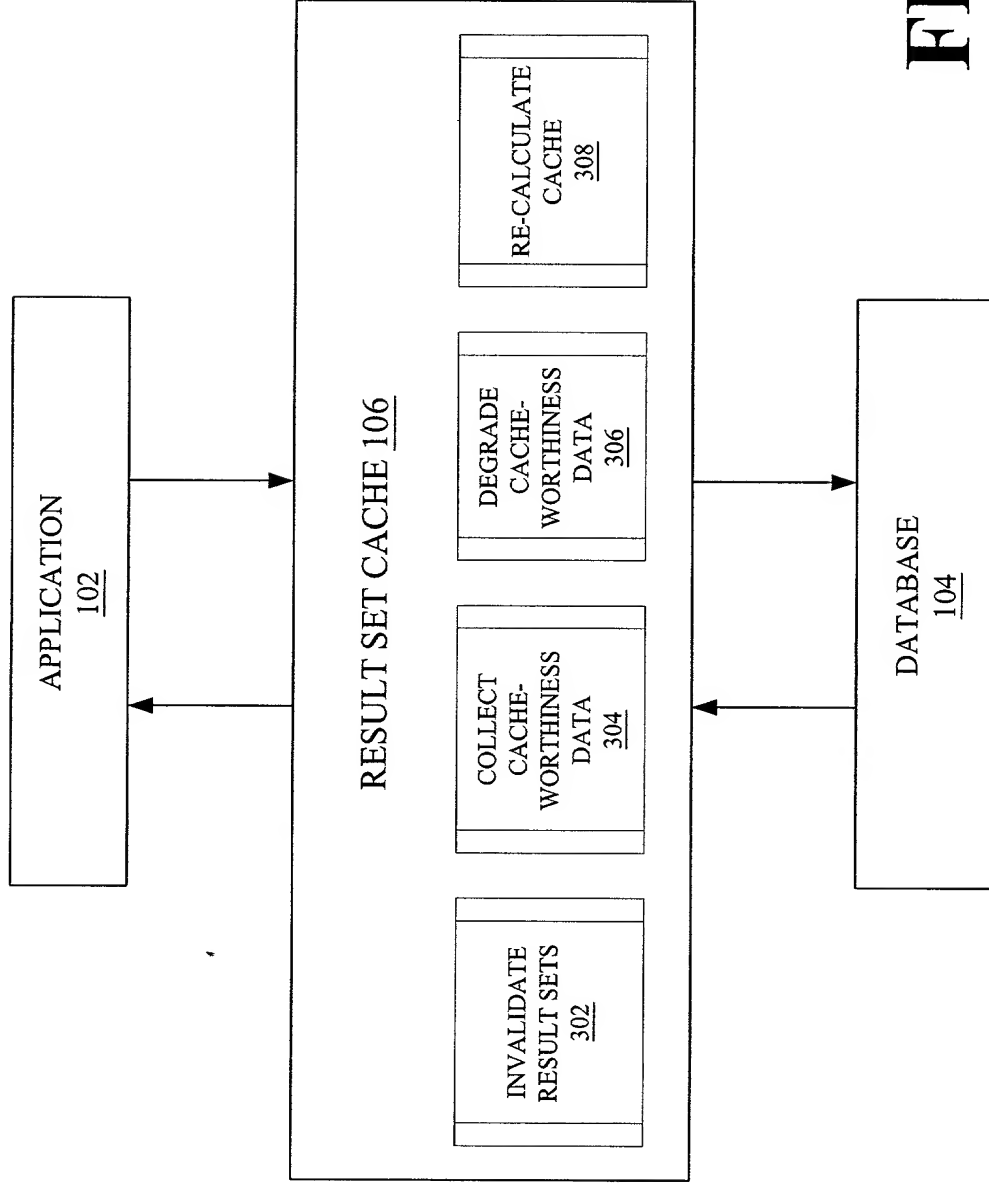 APPLICATION
102
RESULT SET CACHE 106
INVALIDATE
RESULT SETS
302
COLLECT
CACHE-
WORTHINESS
DATA
304
DEGRADE
CACHE-
WORTHINESS
DATA
306
RE-CALCULATE
CACHE
308
DATABASE
104